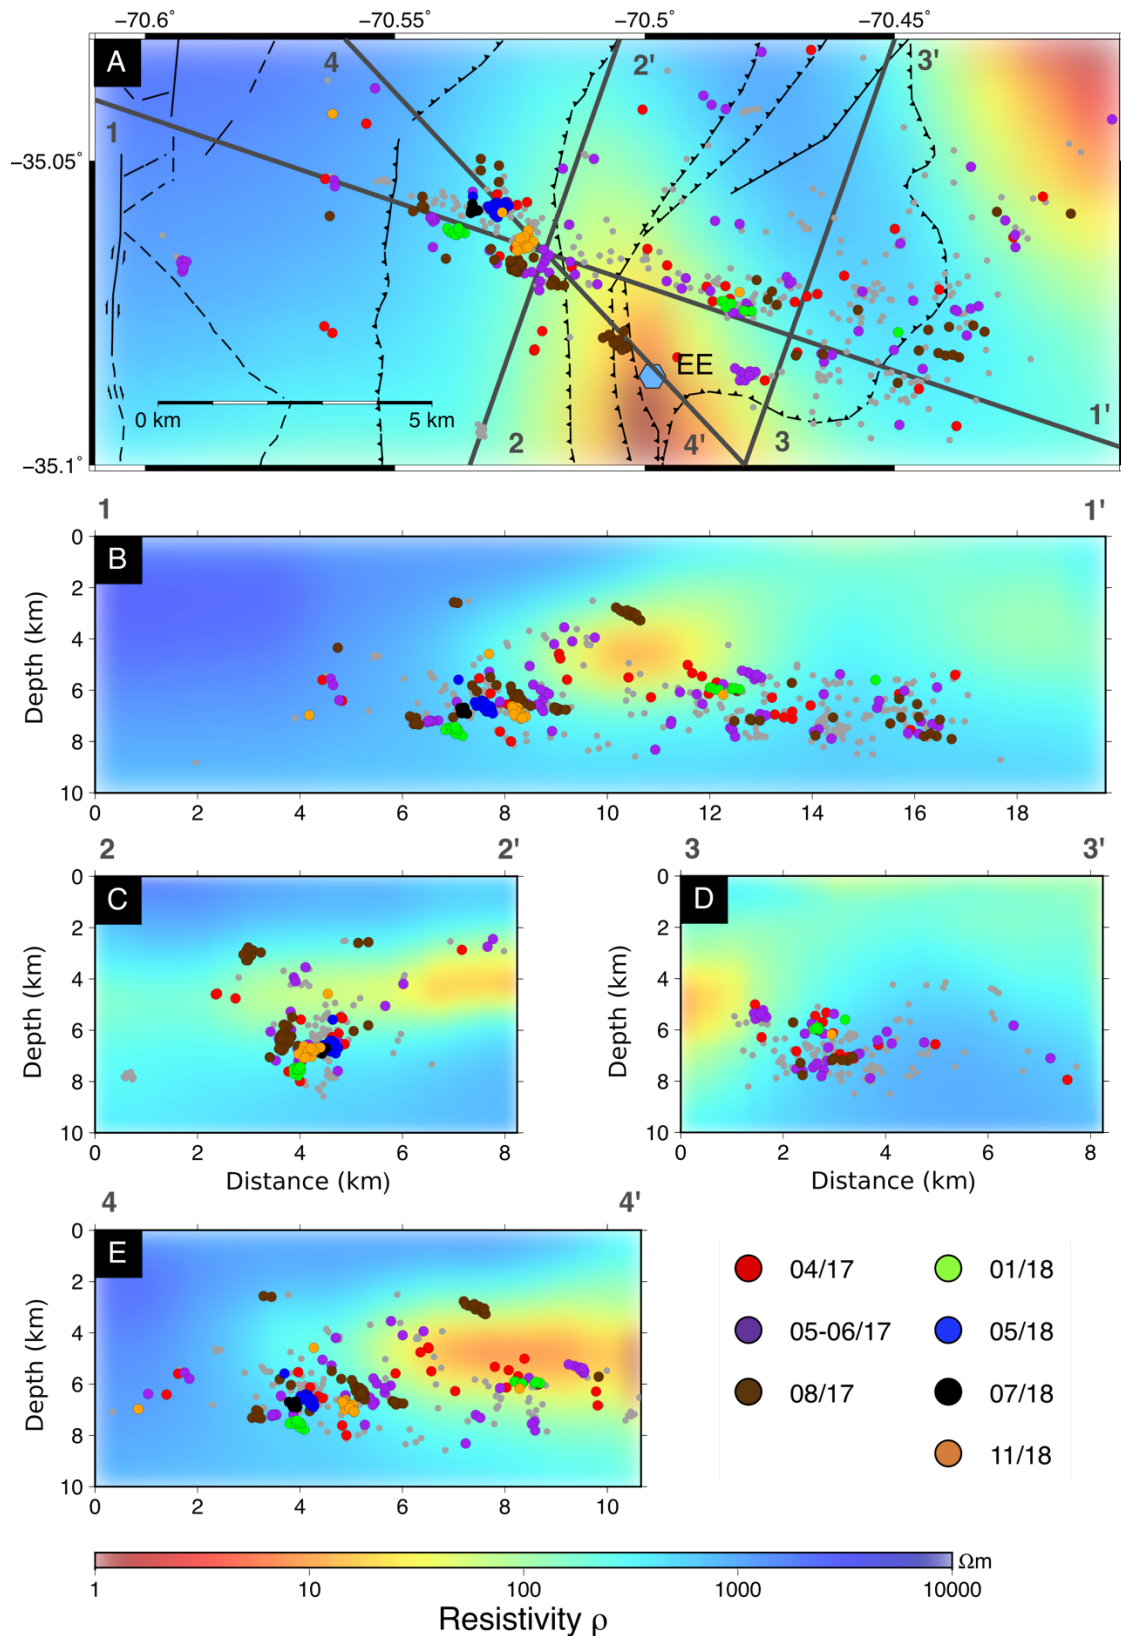 −70.6° −70.55° −70.5° −70.45°
A
4 2' 3'
1
−35.05°
EE
0 km 5 km
2 4' 3 1'
−35.1°
1 1'
B
0
2
4
6
8
10
Depth (km)
0 2 4 6 8 10 12 14 16 18
2 2'
C
0
2
4
6
8
10
Depth (km)
0 2 4 6 8
Distance (km)
3 3'
D
0
2
4
6
8
10
Depth (km)
0 2 4 6 8
Distance (km)
4 4'
E
0
2
4
6
8
10
Depth (km)
0 2 4 6 8 10
04/17
05-06/17
08/17
01/18
05/18
07/18
11/18
Ωm
1 10 100 1000 10000
Resistivity ρ